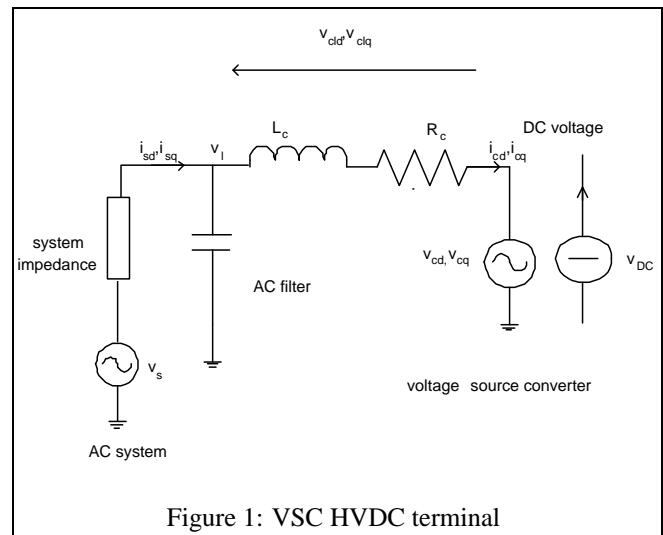 v_cld,v_clq
L_c
R_c
DC voltage
i_sd,i_sq
v_l
i_cd,i_cq
system
impedance
AC filter
v_cd,v_cq
v_DC
v_s
voltage source converter
AC system
Figure 1: VSC HVDC terminal